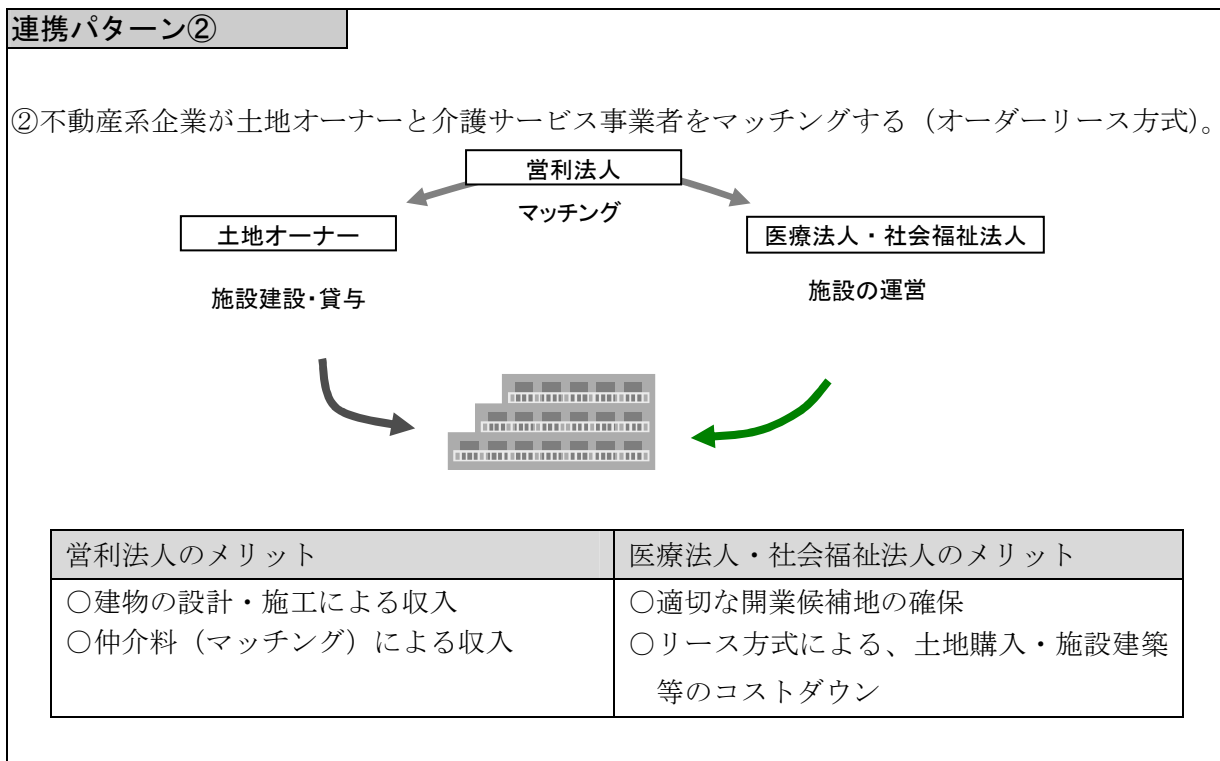 連携パターン②
②不動産系企業が土地オーナーと介護サービス事業者をマッチングする（オーダーリース方式）。
営利法人
マッチング
土地オーナー
医療法人・社会福祉法人
施設建設･貸与
施設の運営
営利法人のメリット
医療法人・社会福祉法人のメリット
○建物の設計・施工による収入
○仲介料（マッチング）による収入
○適切な開業候補地の確保
○リース方式による、土地購入・施設建築
等のコストダウン